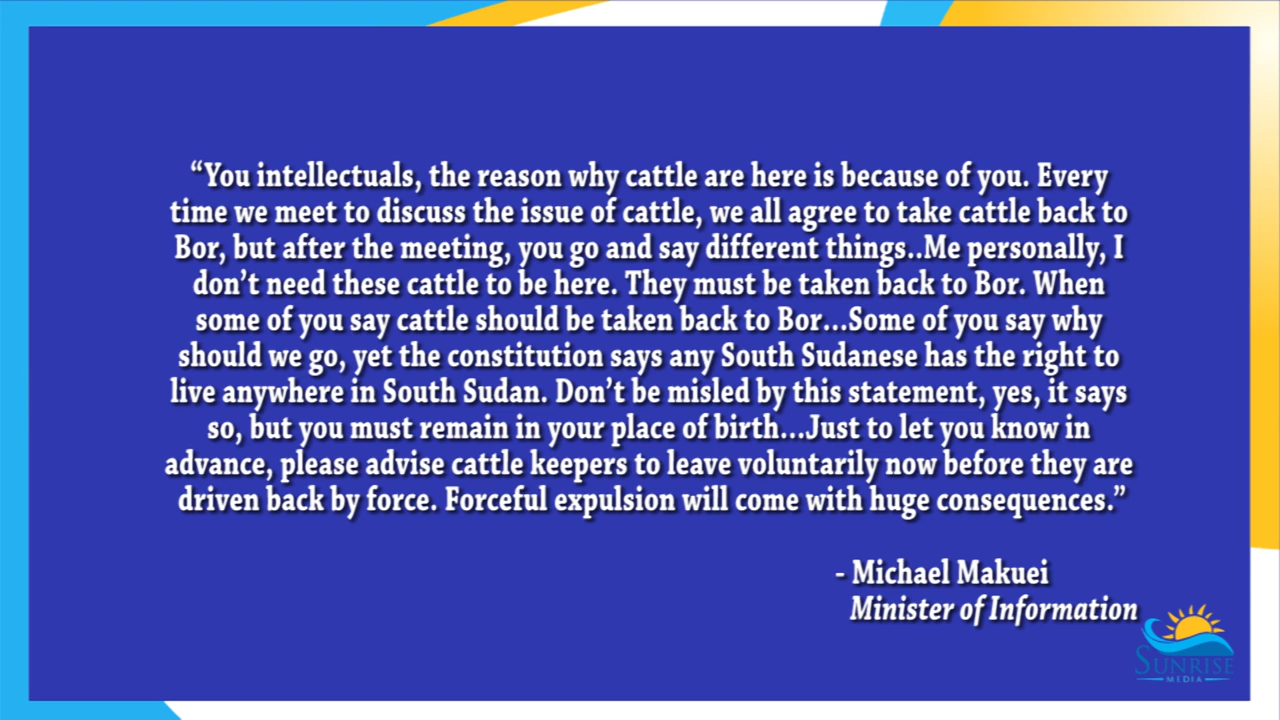 “You intellectuals, the reason why cattle are here is because of you. Every
time we meet to discuss the issue of cattle, we all agree to take cattle back to
Bor, but after the meeting, you go and say different things..Me personally, I
don’t need these cattle to be here. They must be taken back to Bor. When
some of you say cattle should be taken back to Bor...Some of you say why
should we go, yet the constitution says any South Sudanese has the right to
live anywhere in South Sudan. Don’t be misled by this statement, yes, it says
so, but you must remain in your place of birth...Just to let you know in
advance, please advise cattle keepers to leave voluntarily now before they are
driven back by force. Forceful expulsion will come with huge consequences.”
- Michael Makuei
Minister of Information
SUNRISE
MEDIA